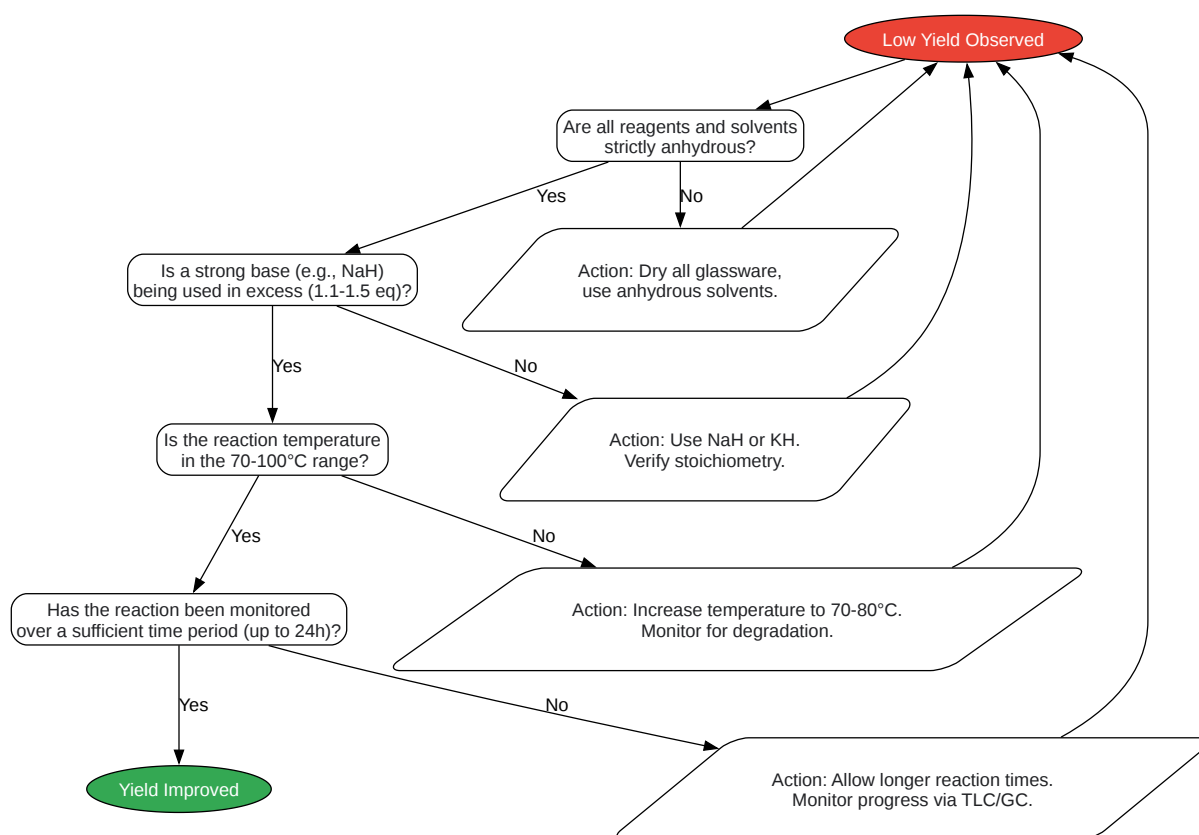 Low Yield Observed
Are all reagents and solvents
strictly anhydrous?
Yes
No
Is a strong base (e.g., NaH)
being used in excess (1.1-1.5 eq)?
Action: Dry all glassware,
use anhydrous solvents.
Yes
No
Is the reaction temperature
in the 70-100°C range?
Action: Use NaH or KH.
Verify stoichiometry.
Yes
No
Has the reaction been monitored
over a sufficient time period (up to 24h)?
Action: Increase temperature to 70-80°C.
Monitor for degradation.
Yes
No
Yield Improved
Action: Allow longer reaction times.
Monitor progress via TLC/GC.